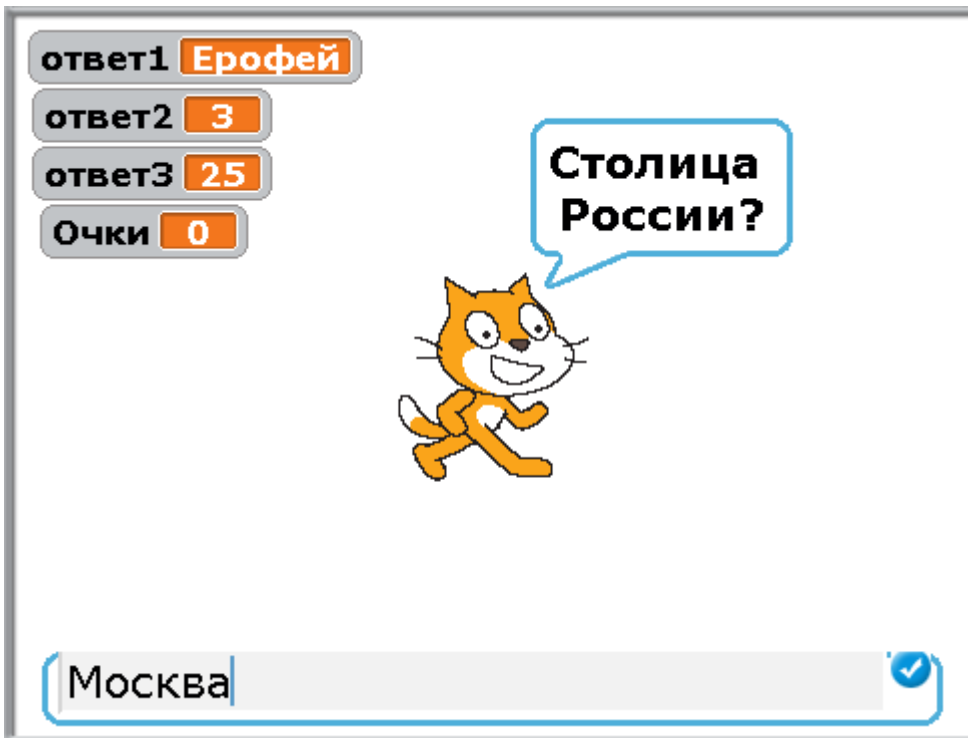 ответ1 Ерофей
ответ2 3
ответ3 25
Очки 0
Столица
России?
Москва